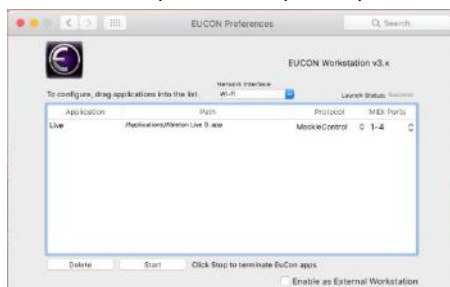 EUCON Preferences
Search
EUCON Workstation v3.x
Network Interface
To configure, drag applications into the list.
Wi-Fi
Launch Status:
Application Path Protocol MIDI Ports
Live /Applications/Ableton Live 9.app MackieControl 1-4
Delete Start Click Stop to terminate EuCon apps
Enable as External Workstation